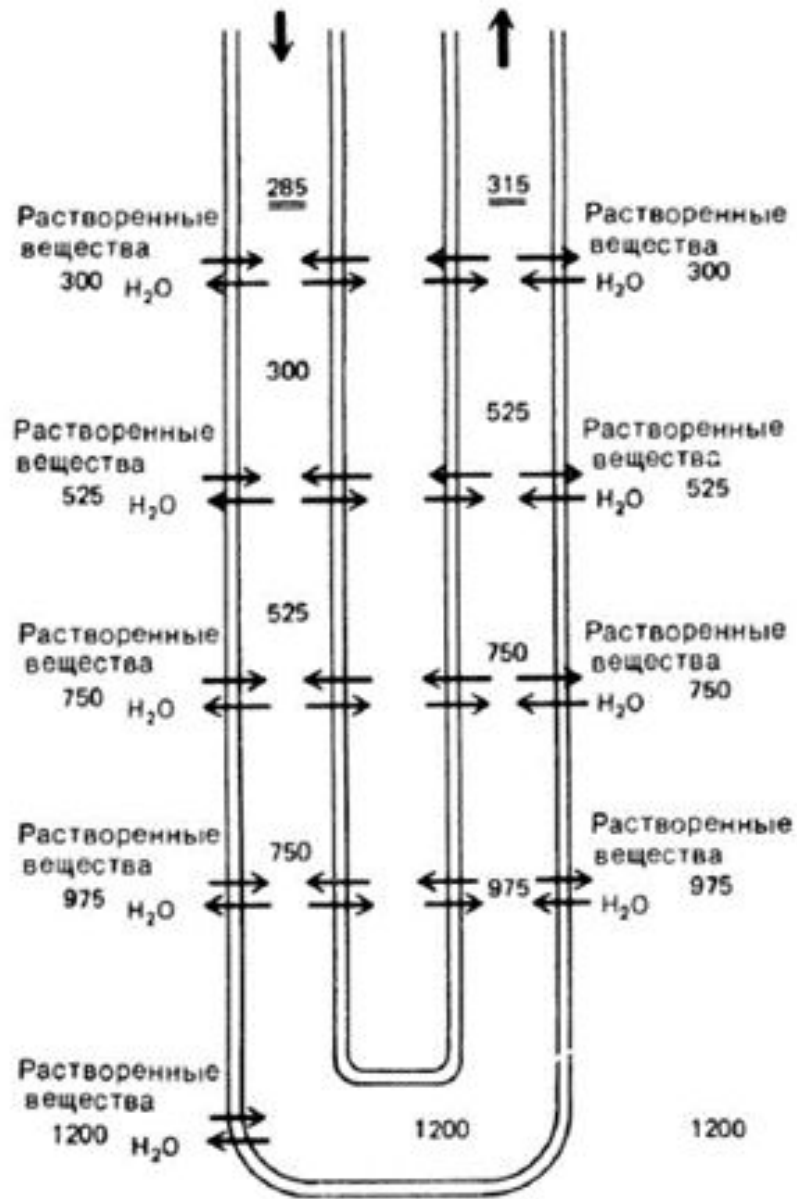 285
315
Растворенные
вещества
300 H₂O
Растворенные
вещества
H₂O 300
300
525
Растворенные
вещества
525 H₂O
Растворенные
вещества
H₂O 525
525
750
Растворенные
вещества
750 H₂O
Растворенные
вещества
H₂O 750
750
975
Растворенные
вещества
975 H₂O
Растворенные
вещества
H₂O 975
Растворенные
вещества
1200 H₂O
1200
1200